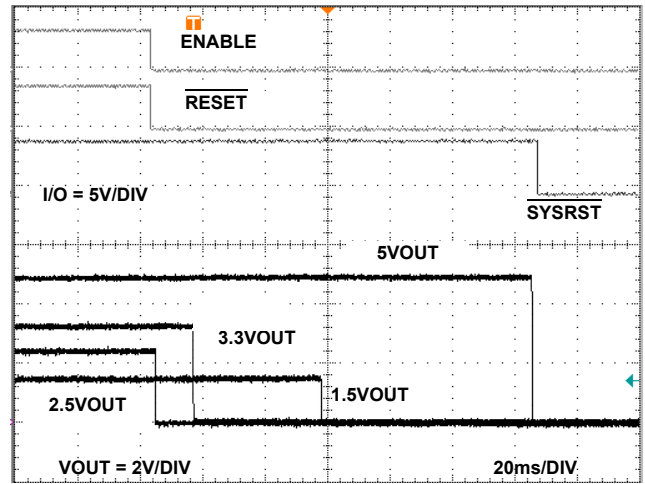 T
ENABLE
RESET
I/O = 5V/DIV
SYSRST
5VOUT
3.3VOUT
2.5VOUT
1.5VOUT
VOUT = 2V/DIV
20ms/DIV